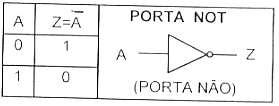 A Z=A̅ PORTA NOT
0 1
A Z
1 0
(PORTA NÃO)